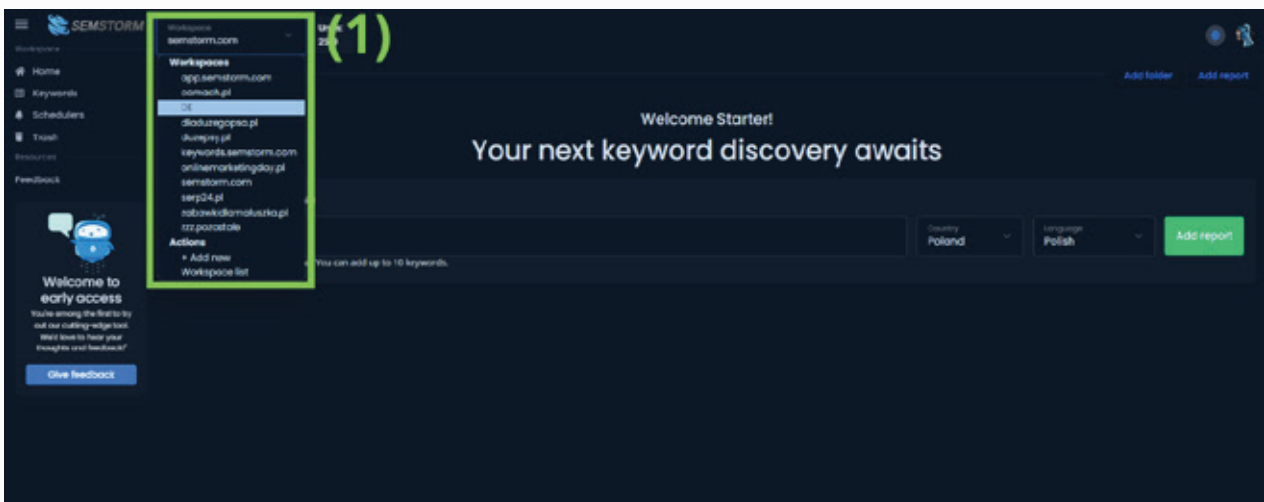 SEMSTORM
Workspace
semstorm.com
(1)
Workspace
Home
Keywords
Schedulers
Trash
Resources
Feedback
Workspaces
app.semstorm.com
comach.pl
DE
dladuzegopsa.pl
keywords.semstorm.com
onlinemarketingday.pl
semstorm.com
serp24.pl
zabawkidlamaluszka.pl
zzz.pozostale
Actions
+ Add new
Workspace list
Add folder
Add report
Welcome Starter!
Your next keyword discovery awaits
Country
Poland
Language
Polish
Add report
You can add up to 10 keywords.
Welcome to
early access
You're among the first to try
out our cutting-edge tool.
We'd love to hear your
thoughts and feedback!
Give feedback